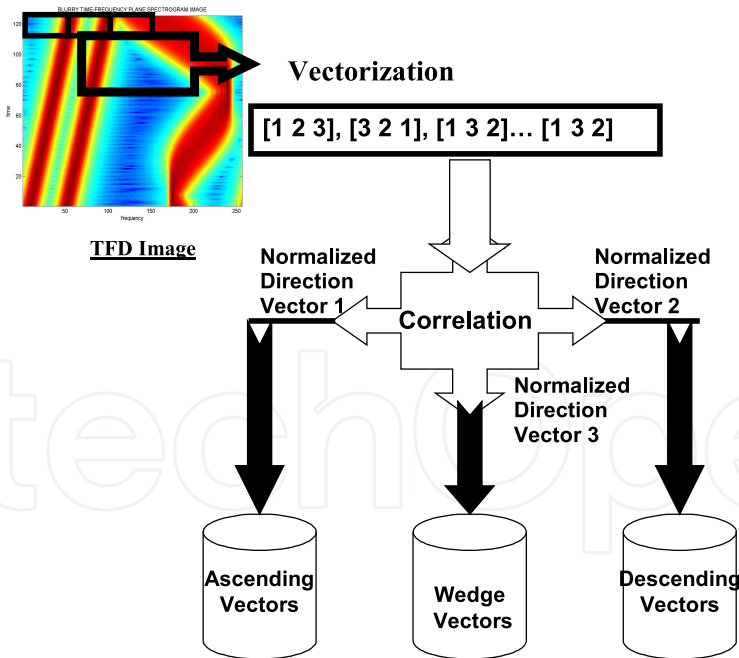 BLURRY TIME-FREQUENCY PLANE SPECTROGRAM IMAGE
120
100
80
60
40
20
time
50
100
150
200
250
frequency
TFD Image
Vectorization
[1 2 3], [3 2 1], [1 3 2]... [1 3 2]
Normalized
Direction
Vector 1
Normalized
Direction
Vector 2
Correlation
Normalized
Direction
Vector 3
Ascending
Vectors
Wedge
Vectors
Descending
Vectors
techOpe